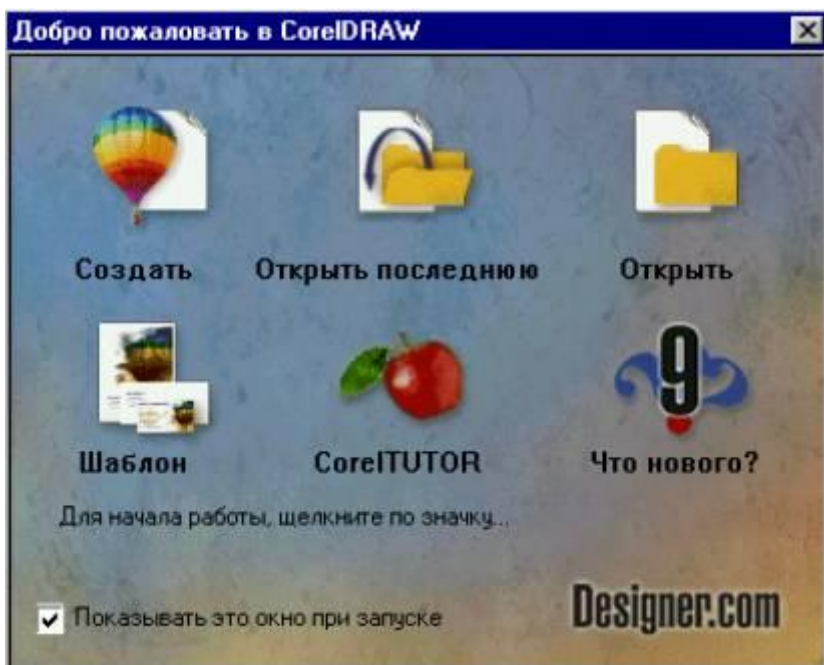 Добро пожаловать в CorelDRAW
Создать Открыть последнюю Открыть
9
Шаблон CorelTUTOR Что нового?
Для начала работы, щелкните по значку...
Показывать это окно при запуске
Designer.com